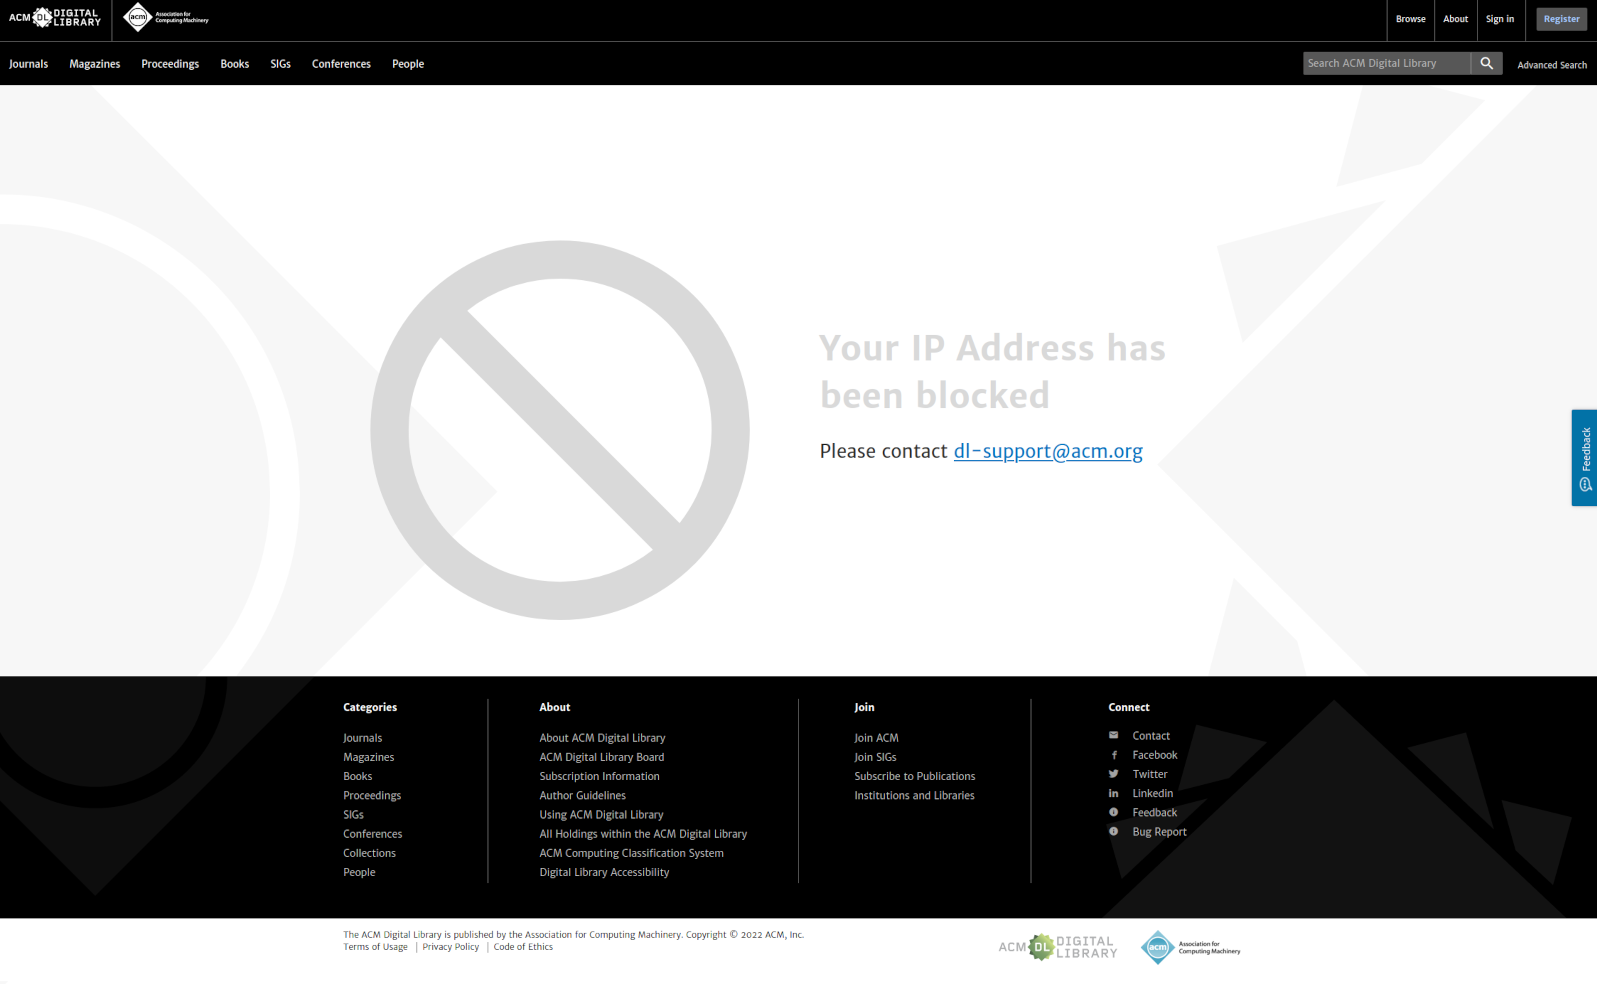 ACM DL DIGITAL LIBRARY
acm Association for Computing Machinery
Browse
About
Sign in
Register
Journals
Magazines
Proceedings
Books
SIGs
Conferences
People
Search ACM Digital Library
Advanced Search
Your IP Address has
been blocked
Please contact dl-support@acm.org
Feedback
Categories
Journals
Magazines
Books
Proceedings
SIGs
Conferences
Collections
People
About
About ACM Digital Library
ACM Digital Library Board
Subscription Information
Author Guidelines
Using ACM Digital Library
All Holdings within the ACM Digital Library
ACM Computing Classification System
Digital Library Accessibility
Join
Join ACM
Join SIGs
Subscribe to Publications
Institutions and Libraries
Connect
Contact
Facebook
Twitter
Linkedin
Feedback
Bug Report
The ACM Digital Library is published by the Association for Computing Machinery. Copyright © 2022 ACM, Inc.
Terms of Usage | Privacy Policy | Code of Ethics
ACM DL DIGITAL LIBRARY
acm Association for Computing Machinery